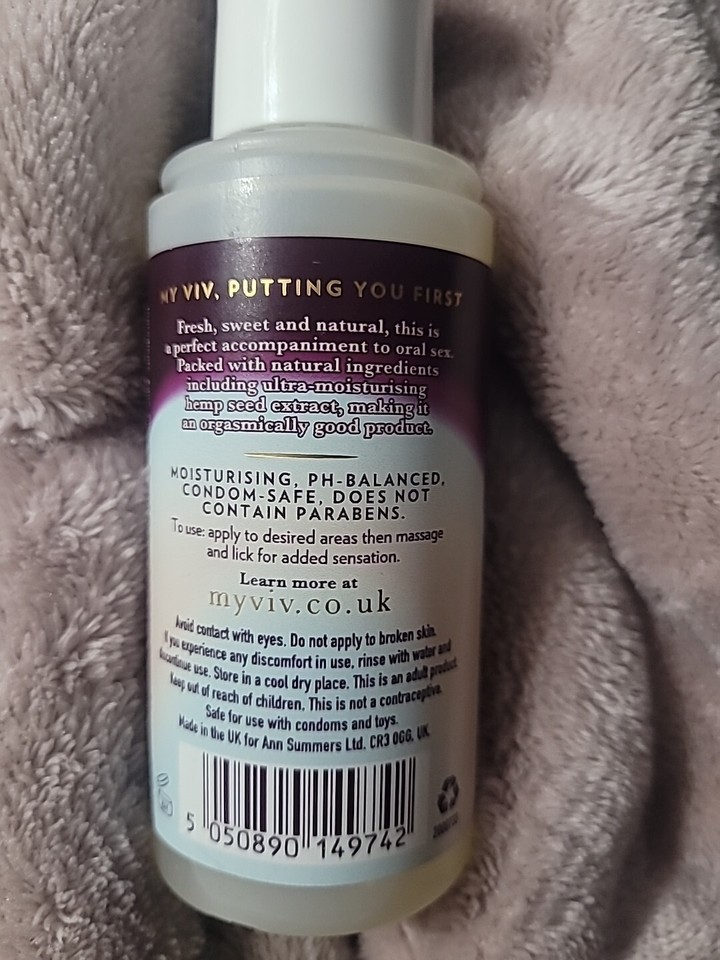 MY VIV, PUTTING YOU FIRST
Fresh, sweet and natural, this is
a perfect accompaniment to oral sex.
Packed with natural ingredients
including ultra-moisturising
hemp seed extract, making it
an orgasmically good product.
MOISTURISING, PH-BALANCED,
CONDOM-SAFE, DOES NOT
CONTAIN PARABENS.
To use: apply to desired areas then massage
and lick for added sensation.
Learn more at
myviv.co.uk
Avoid contact with eyes. Do not apply to broken skin.
If you experience any discomfort in use, rinse with water and
discontinue use. Store in a cool dry place. This is an adult product.
Keep out of reach of children. This is not a contraceptive.
Safe for use with condoms and toys.
Made in the UK for Ann Summers Ltd. CR3 0GG, UK.
5 050890 149742